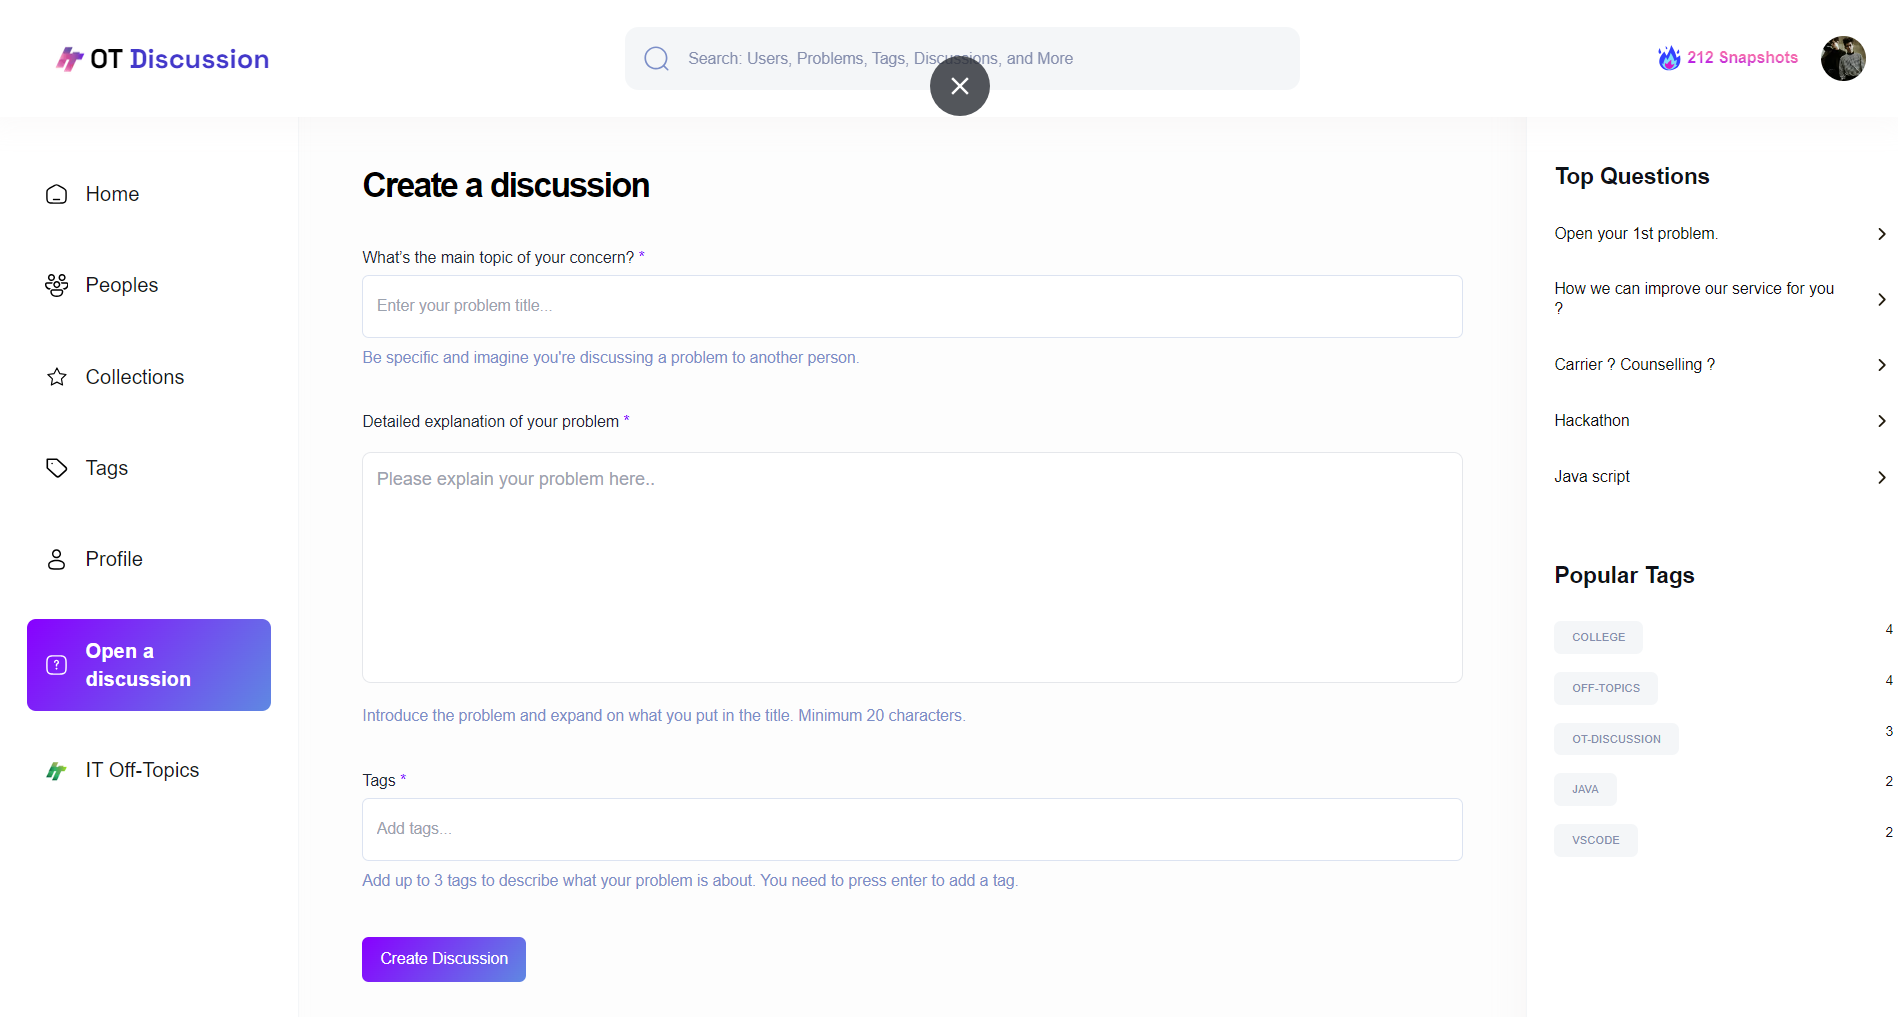 OT Discussion
Search: Users, Problems, Tags, Discussions, and More
212 Snapshots
Home
Peoples
Collections
Tags
Profile
Open a
discussion
IT Off-Topics
Create a discussion
What's the main topic of your concern? *
Enter your problem title...
Be specific and imagine you're discussing a problem to another person.
Detailed explanation of your problem *
Please explain your problem here..
Introduce the problem and expand on what you put in the title. Minimum 20 characters.
Tags *
Add tags...
Add up to 3 tags to describe what your problem is about. You need to press enter to add a tag.
Create Discussion
Top Questions
Open your 1st problem.
How we can improve our service for you
?
Carrier ? Counselling ?
Hackathon
Java script
Popular Tags
COLLEGE 4
OFF-TOPICS 4
OT-DISCUSSION 3
JAVA 2
VSCODE 2